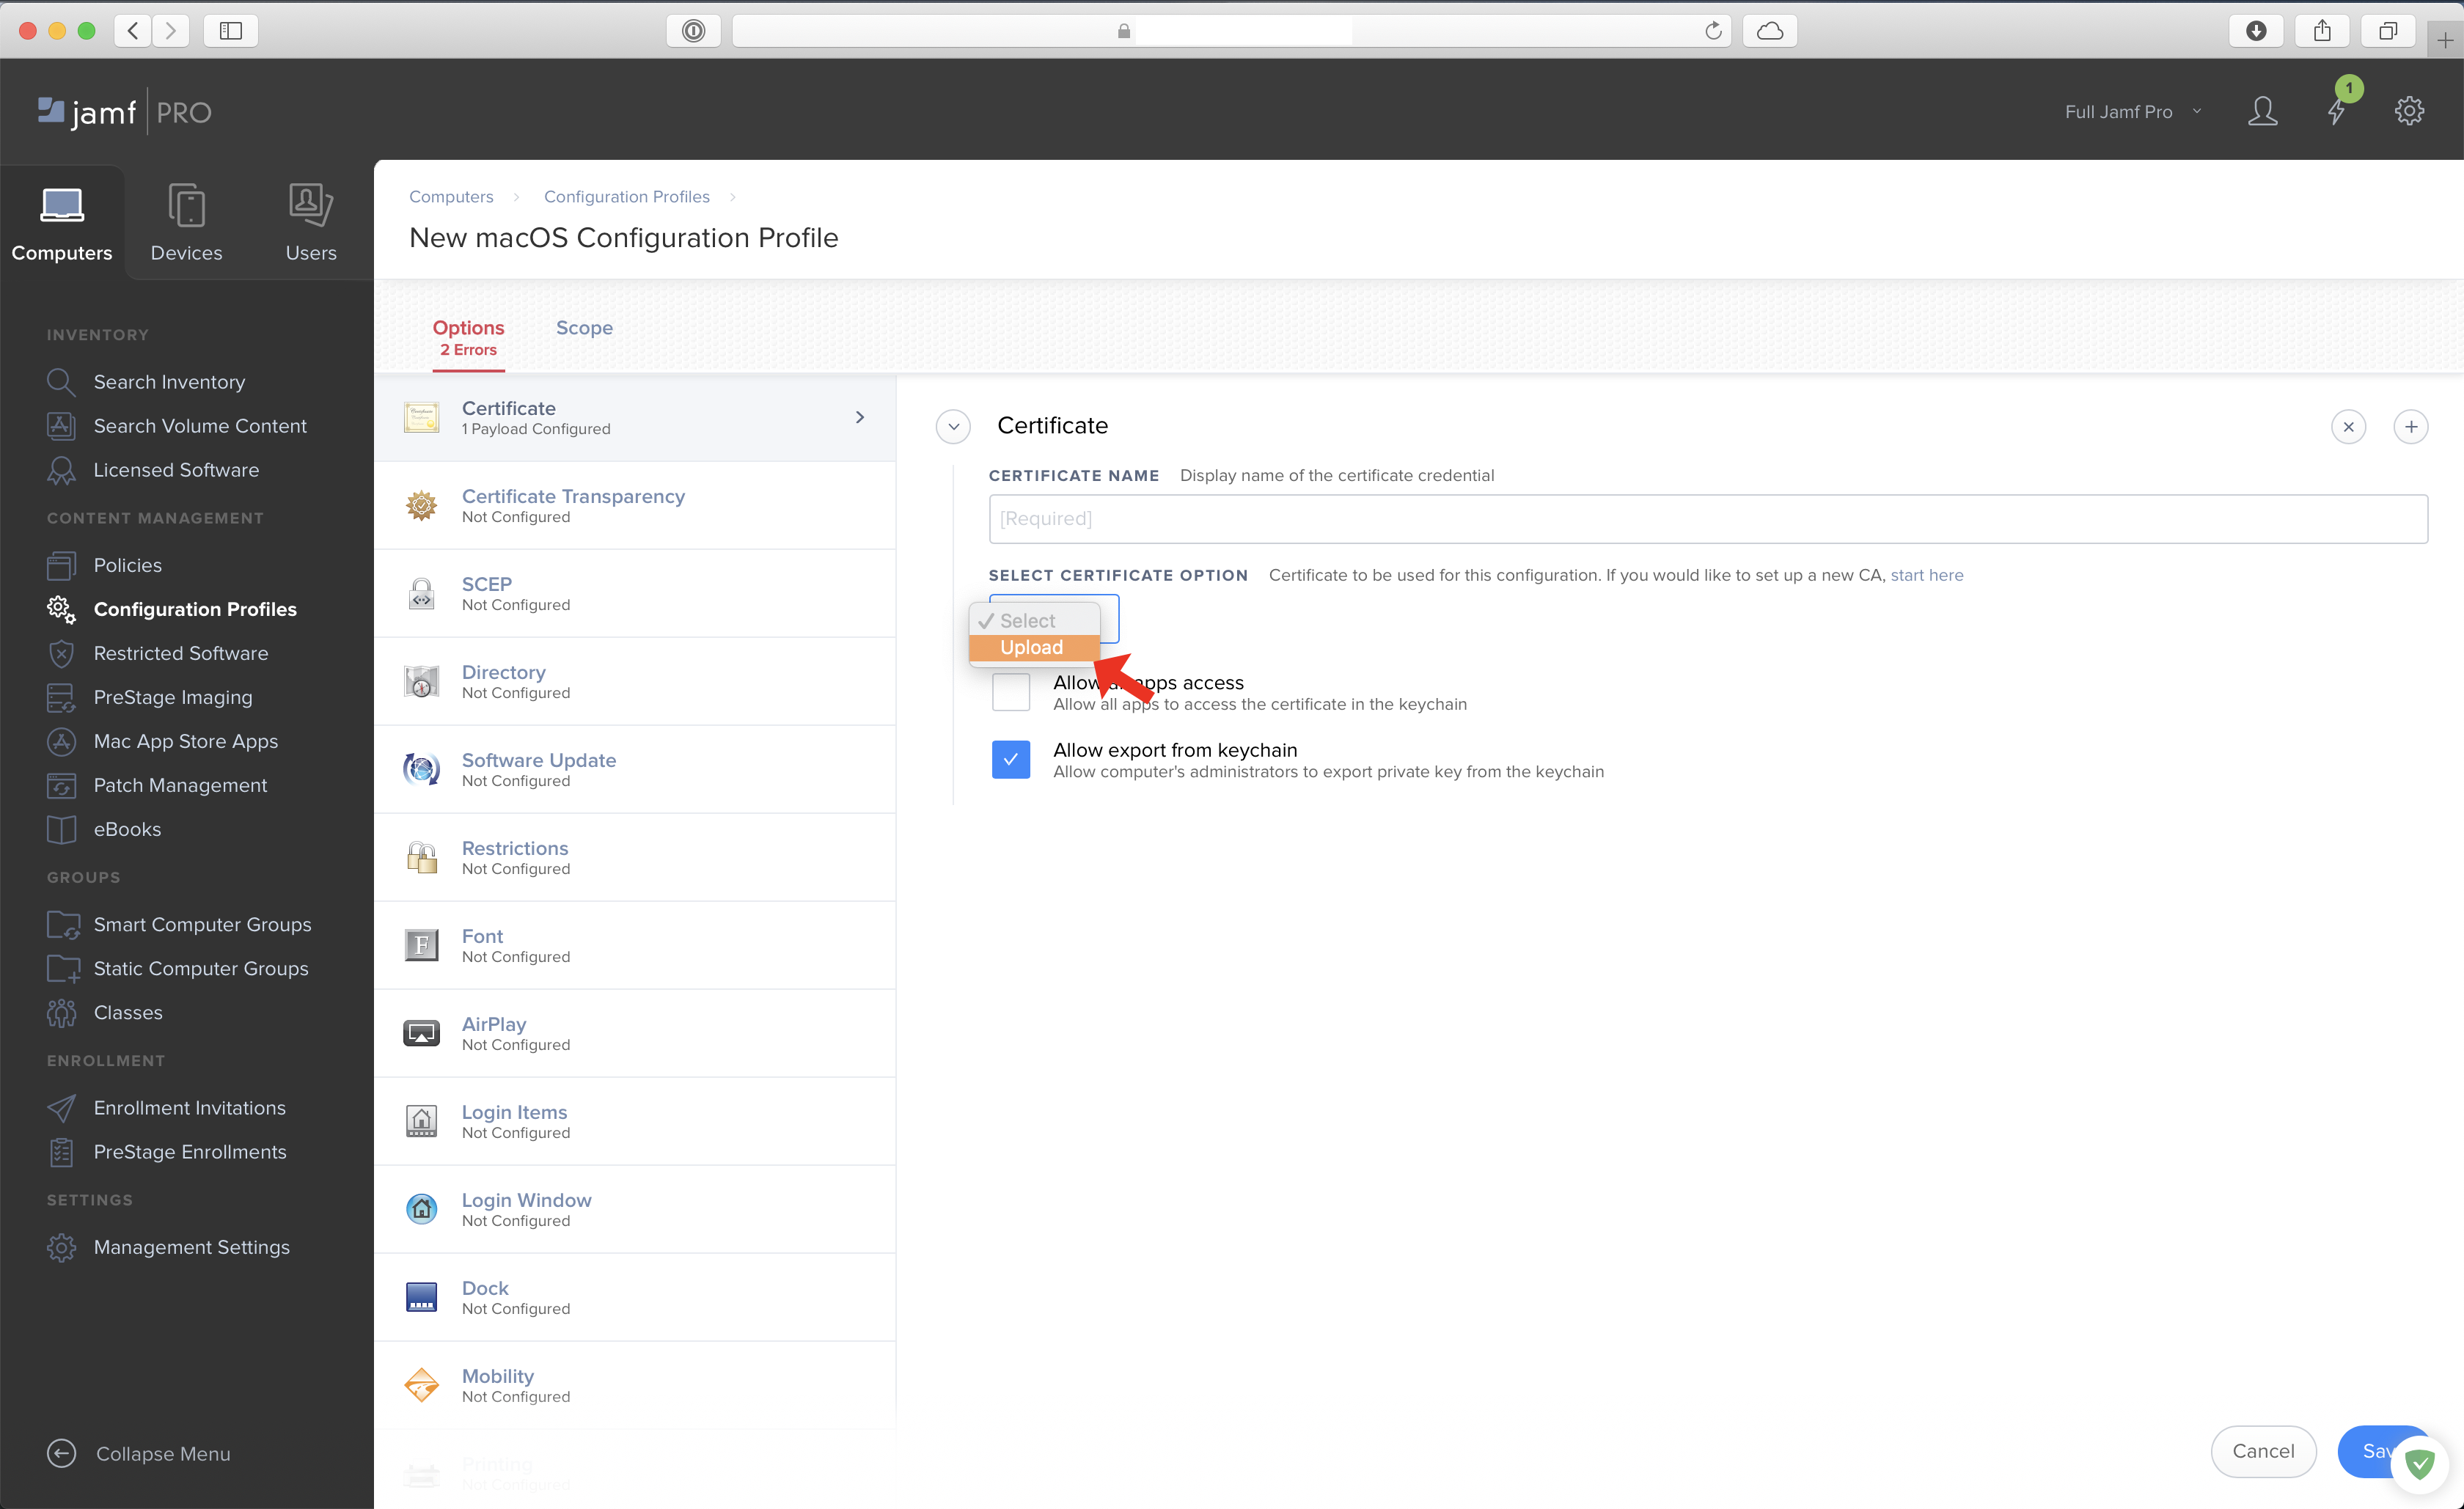 jamf PRO
Full Jamf Pro
1
Computers
Devices
Users
INVENTORY
Search Inventory
Search Volume Content
Licensed Software
CONTENT MANAGEMENT
Policies
Configuration Profiles
Restricted Software
PreStage Imaging
Mac App Store Apps
Patch Management
eBooks
GROUPS
Smart Computer Groups
Static Computer Groups
Classes
ENROLLMENT
Enrollment Invitations
PreStage Enrollments
SETTINGS
Management Settings
Collapse Menu
Computers
Configuration Profiles
New macOS Configuration Profile
Options
2 Errors
Scope
Certificate
1 Payload Configured
Certificate Transparency
Not Configured
SCEP
Not Configured
Directory
Not Configured
Software Update
Not Configured
Restrictions
Not Configured
Font
Not Configured
AirPlay
Not Configured
Login Items
Not Configured
Login Window
Not Configured
Dock
Not Configured
Mobility
Not Configured
Printing
Not Configured
Certificate
CERTIFICATE NAME Display name of the certificate credential
[Required]
SELECT CERTIFICATE OPTION Certificate to be used for this configuration. If you would like to set up a new CA, start here
Select
Upload
Allow apps access
Allow all apps to access the certificate in the keychain
Allow export from keychain
Allow computer's administrators to export private key from the keychain
Cancel